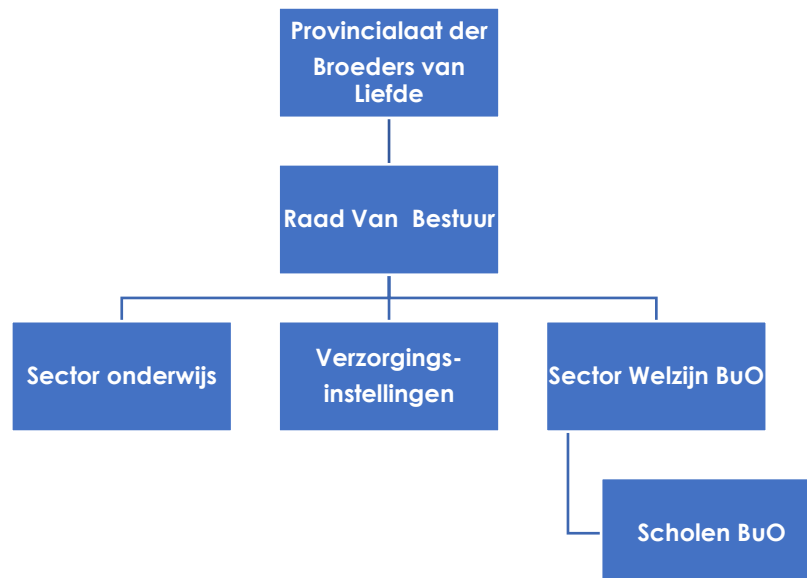 Provincialaat der
Broeders van
Liefde
Raad Van Bestuur
Sector onderwijs
Verzorgings-
instellingen
Sector Welzijn BuO
Scholen BuO